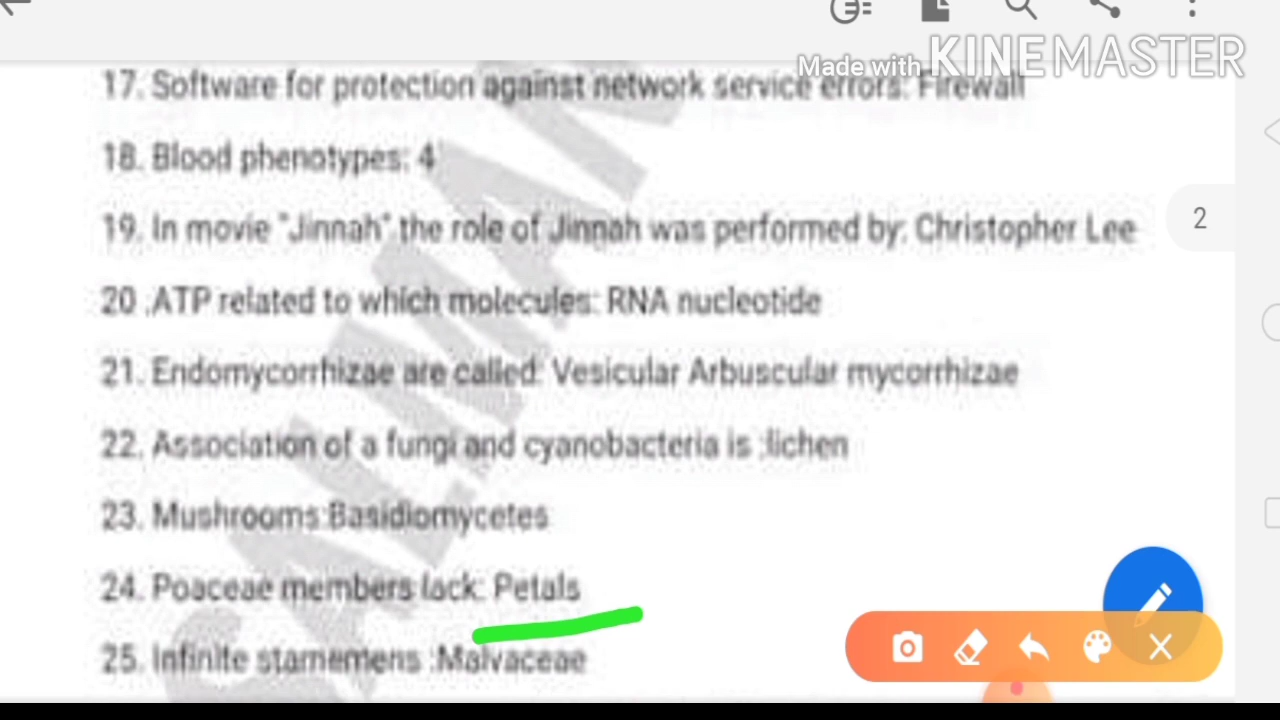 Made with KINEMASTER
17. Software for protection against network service errors: Firewall
18. Blood phenotypes: 4
2
19. In movie "Jinnah" the role of Jinnah was performed by: Christopher Lee
20 .ATP related to which molecules: RNA nucleotide
21. Endomycorrhizae are called: Vesicular Arbuscular mycorrhizae
22. Association of a fungi and cyanobacteria is :lichen
23. Mushrooms:Basidiomycetes
24. Poaceae members lack: Petals
25. Infinite stamemens :Malvaceae